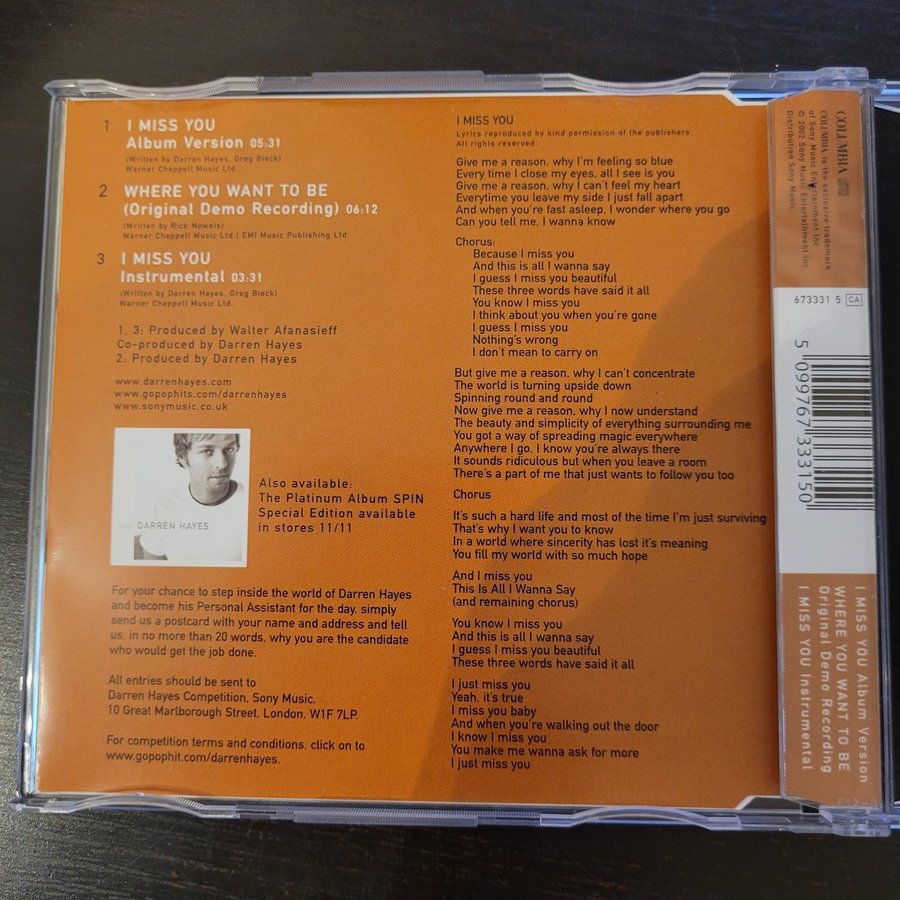 1 I MISS YOU
Album Version 05:31
(Written by Darren Hayes, Greg Bieck)
Warner Chappell Music Ltd.
2 WHERE YOU WANT TO BE
(Original Demo Recording) 06:12
(Written by Rick Nowels)
Warner Chappell Music Ltd./ EMI Music Publishing Ltd.
3 I MISS YOU
Instrumental 03:31
(Written by Darren Hayes, Greg Bieck)
Warner Chappell Music Ltd.
1, 3: Produced by Walter Afanasieff
Co-produced by Darren Hayes
2: Produced by Darren Hayes
www.darrenhayes.com
www.gopophits.com/darrenhayes
www.sonymusic.co.uk
DARREN HAYES
Also available:
The Platinum Album SPIN
Special Edition available
in stores 11/11
For your chance to step inside the world of Darren Hayes
and become his Personal Assistant for the day, simply
send us a postcard with your name and address and tell
us, in no more than 20 words, why you are the candidate
who would get the job done.
All entries should be sent to
Darren Hayes Competition, Sony Music,
10 Great Marlborough Street, London, W1F 7LP.
For competition terms and conditions, click on to
www.gopophit.com/darrenhayes.
I MISS YOU
Lyrics reproduced by kind permission of the publishers.
All rights reserved.
Give me a reason, why I'm feeling so blue
Every time I close my eyes, all I see is you
Give me a reason, why I can't feel my heart
Everytime you leave my side I just fall apart
And when you're fast asleep, I wonder where you go
Can you tell me, I wanna know
Chorus:
Because I miss you
And this is all I wanna say
I guess I miss you beautiful
These three words have said it all
You know I miss you
I think about you when you're gone
I guess I miss you
Nothing's wrong
I don't mean to carry on
But give me a reason, why I can't concentrate
The world is turning upside down
Spinning round and round
Now give me a reason, why I now understand
The beauty and simplicity of everything surrounding me
You got a way of spreading magic everywhere
Anywhere I go, I know you're always there
It sounds ridiculous but when you leave a room
There's a part of me that just wants to follow you too
Chorus
It's such a hard life and most of the time I'm just surviving
That's why I want you to know
In a world where sincerity has lost it's meaning
You fill my world with so much hope
And I miss you
This Is All I Wanna Say
(and remaining chorus)
You know I miss you
And this is all I wanna say
I guess I miss you beautiful
These three words have said it all
I just miss you
Yeah, it's true
I miss you baby
And when you're walking out the door
I know I miss you
You make me wanna ask for more
I just miss you
COLUMBIA
COLUMBIA is the exclusive trademark
of Sony Music Entertainment Inc
© 2002 Sony Music Entertainment Inc
Distribution Sony Music
673331 5 CA
5 099767 333150
I MISS YOU Album Version
WHERE YOU WANT TO BE
Original Demo Recording
I MISS YOU Instrumental